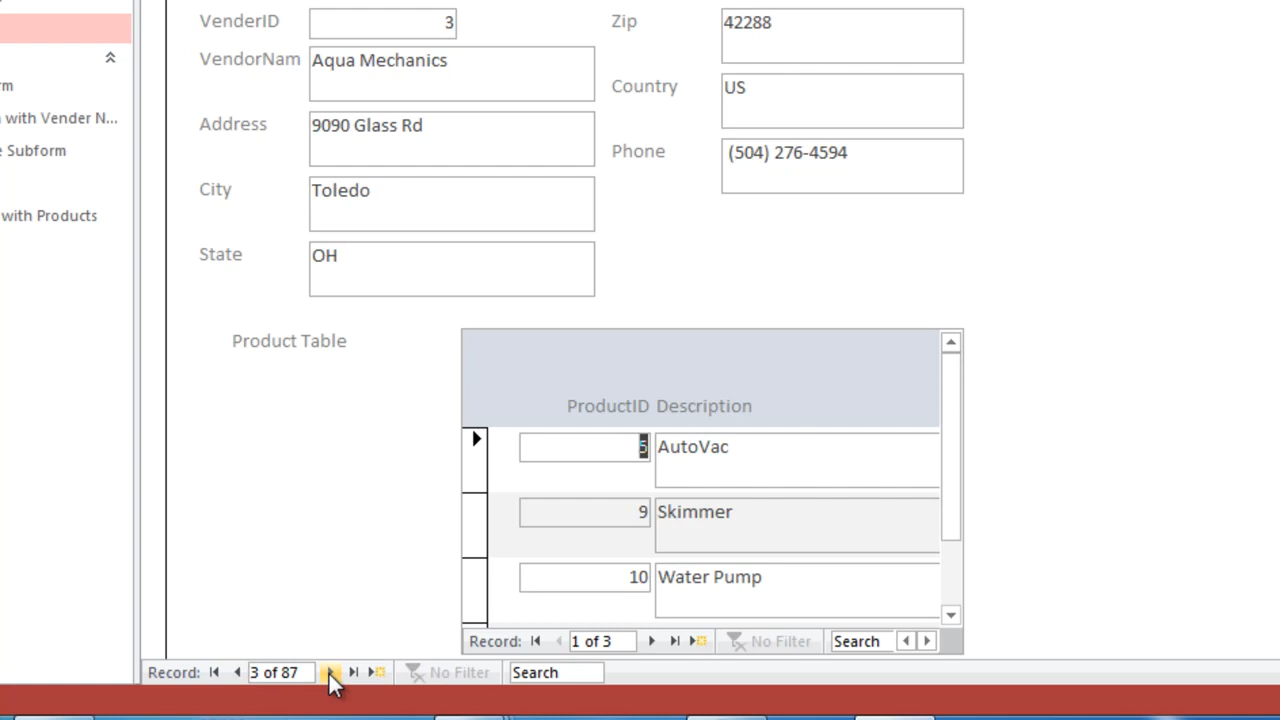 VenderID 3 Zip 42288
VendorNam Aqua Mechanics
Country US
Address 9090 Glass Rd
Phone (504) 276-4594
City Toledo
State OH
rm
with Vender N...
e Subform
with Products
Product Table
ProductID Description
5 AutoVac
9 Skimmer
10 Water Pump
Record: 1 of 3 No Filter Search
Record: 3 of 87 No Filter Search